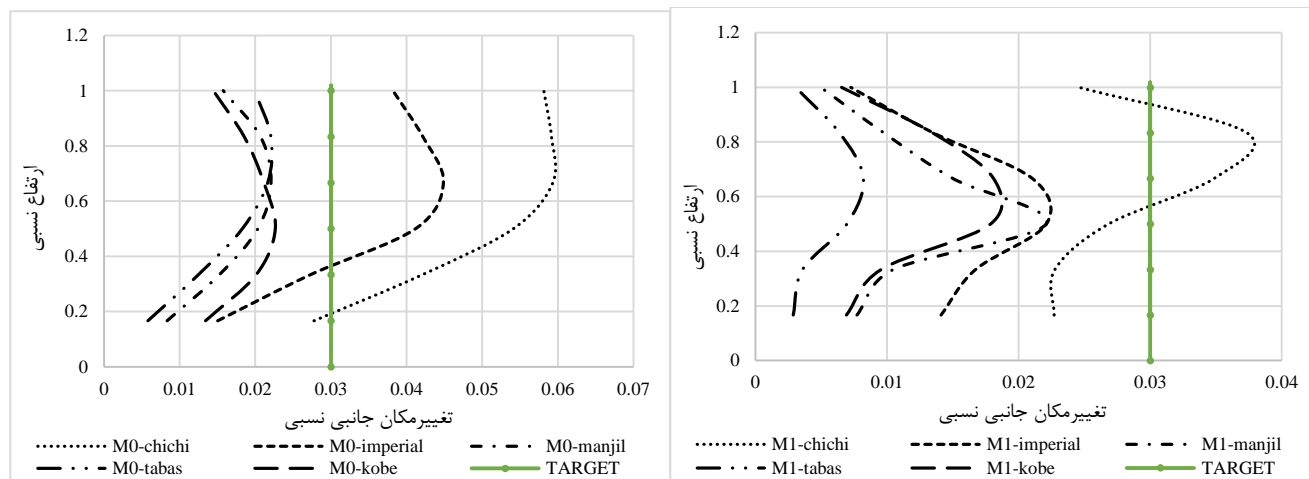 1.2
1
0.8
0.6
0.4
0.2
0
ارتفاع نسبی
0 0.01 0.02 0.03 0.04 0.05 0.06 0.07
تغییرمکان جانبی نسبی
M0-chichi M0-imperial M0-manjil
M0-tabas M0-kobe TARGET
1.2
1
0.8
0.6
0.4
0.2
0
ارتفاع نسبی
0 0.01 0.02 0.03 0.04
تغییرمکان جانبی نسبی
M1-chichi M1-imperial M1-manjil
M1-tabas M1-kobe TARGET